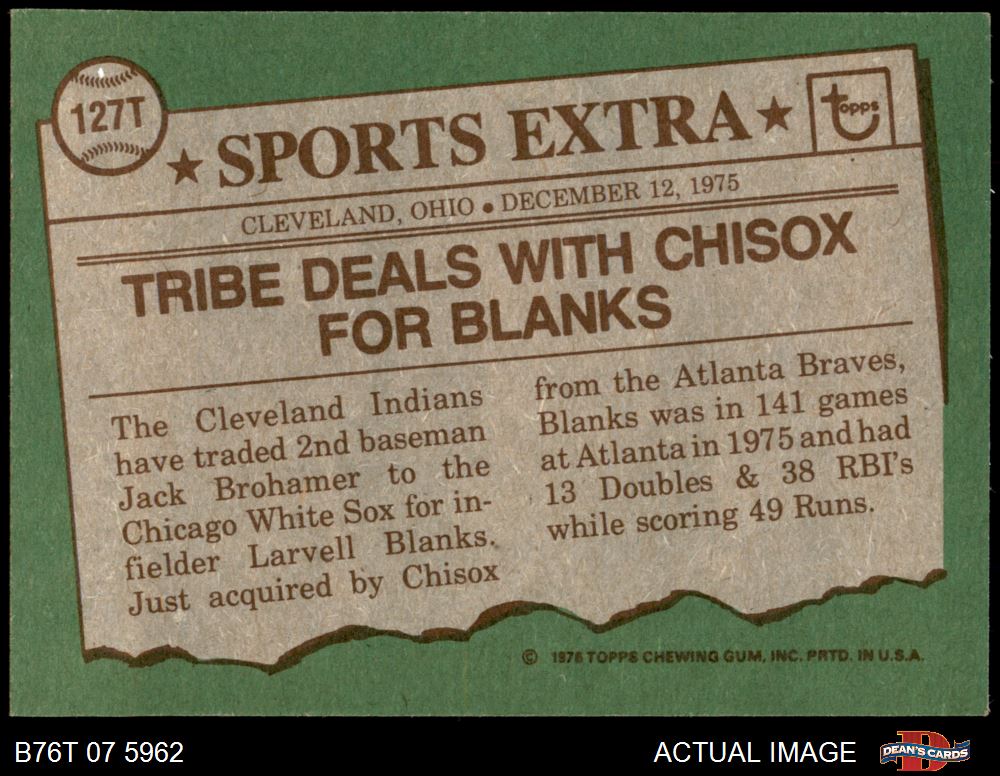 127T
★ SPORTS EXTRA ★
topps
CLEVELAND, OHIO • DECEMBER 12, 1975
TRIBE DEALS WITH CHISOX
FOR BLANKS
The Cleveland Indians
have traded 2nd baseman
Jack Brohamer to the
Chicago White Sox for in-
fielder Larvell Blanks.
Just acquired by Chisox
from the Atlanta Braves,
Blanks was in 141 games
at Atlanta in 1975 and had
13 Doubles & 38 RBI's
while scoring 49 Runs.
© 1976 TOPPS CHEWING GUM, INC. PRTD. IN U.S.A.
B76T 07 5962
ACTUAL IMAGE
DEAN'S CARDS